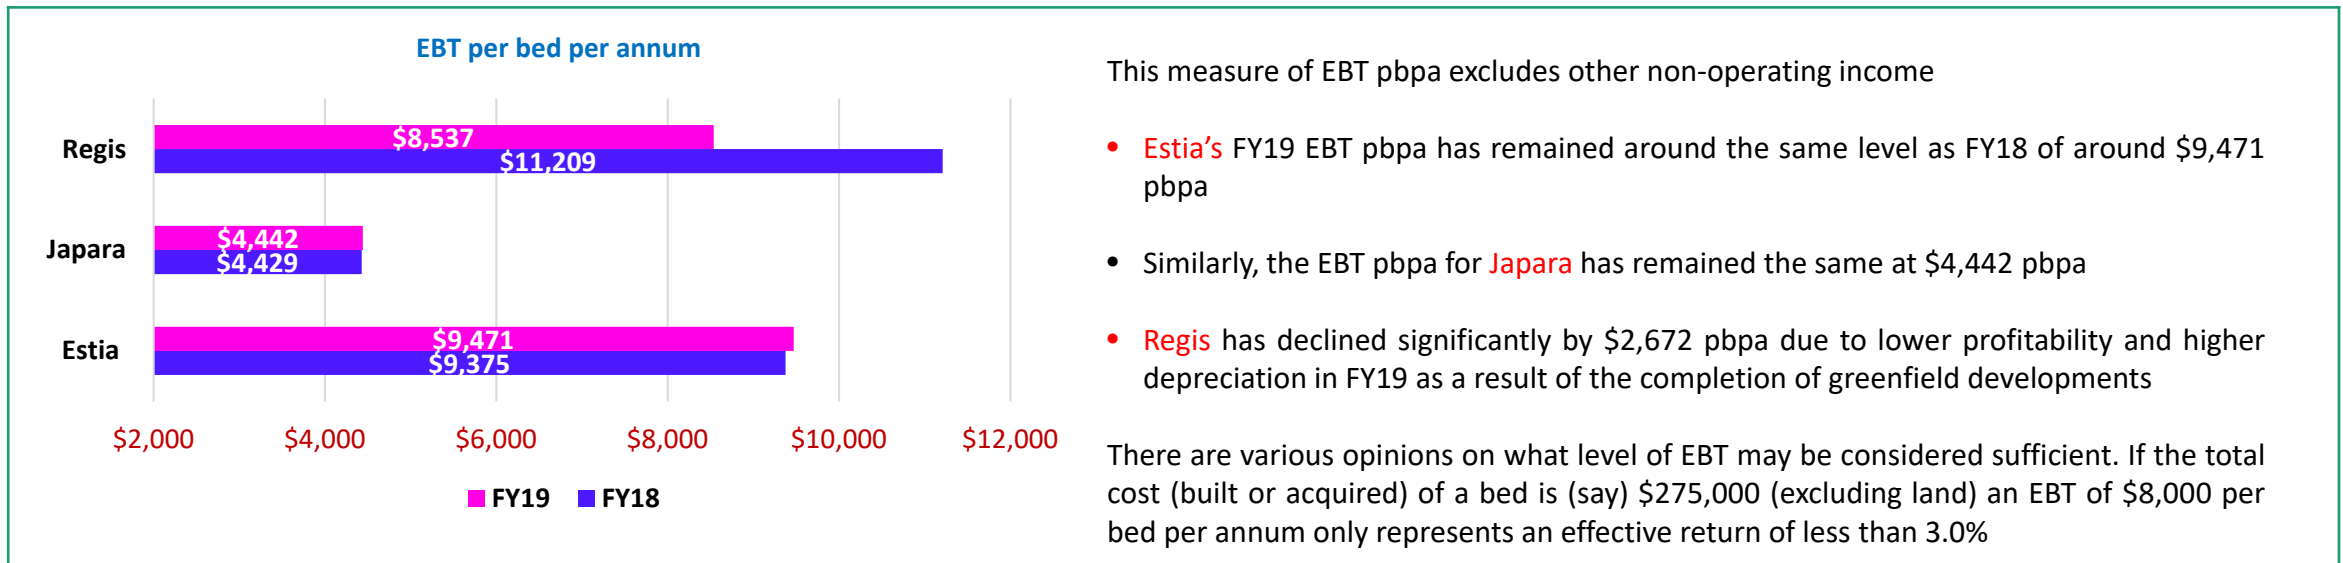 EBT per bed per annum
Regis
$8,537
$11,209
Japara
$4,442
$4,429
Estia
$9,471
$9,375
$2,000 $4,000 $6,000 $8,000 $10,000 $12,000
FY19 FY18
This measure of EBT pbpa excludes other non-operating income
• Estia’s FY19 EBT pbpa has remained around the same level as FY18 of around $9,471
pbpa
• Similarly, the EBT pbpa for Japara has remained the same at $4,442 pbpa
• Regis has declined significantly by $2,672 pbpa due to lower profitability and higher
depreciation in FY19 as a result of the completion of greenfield developments
There are various opinions on what level of EBT may be considered sufficient. If the total
cost (built or acquired) of a bed is (say) $275,000 (excluding land) an EBT of $8,000 per
bed per annum only represents an effective return of less than 3.0%